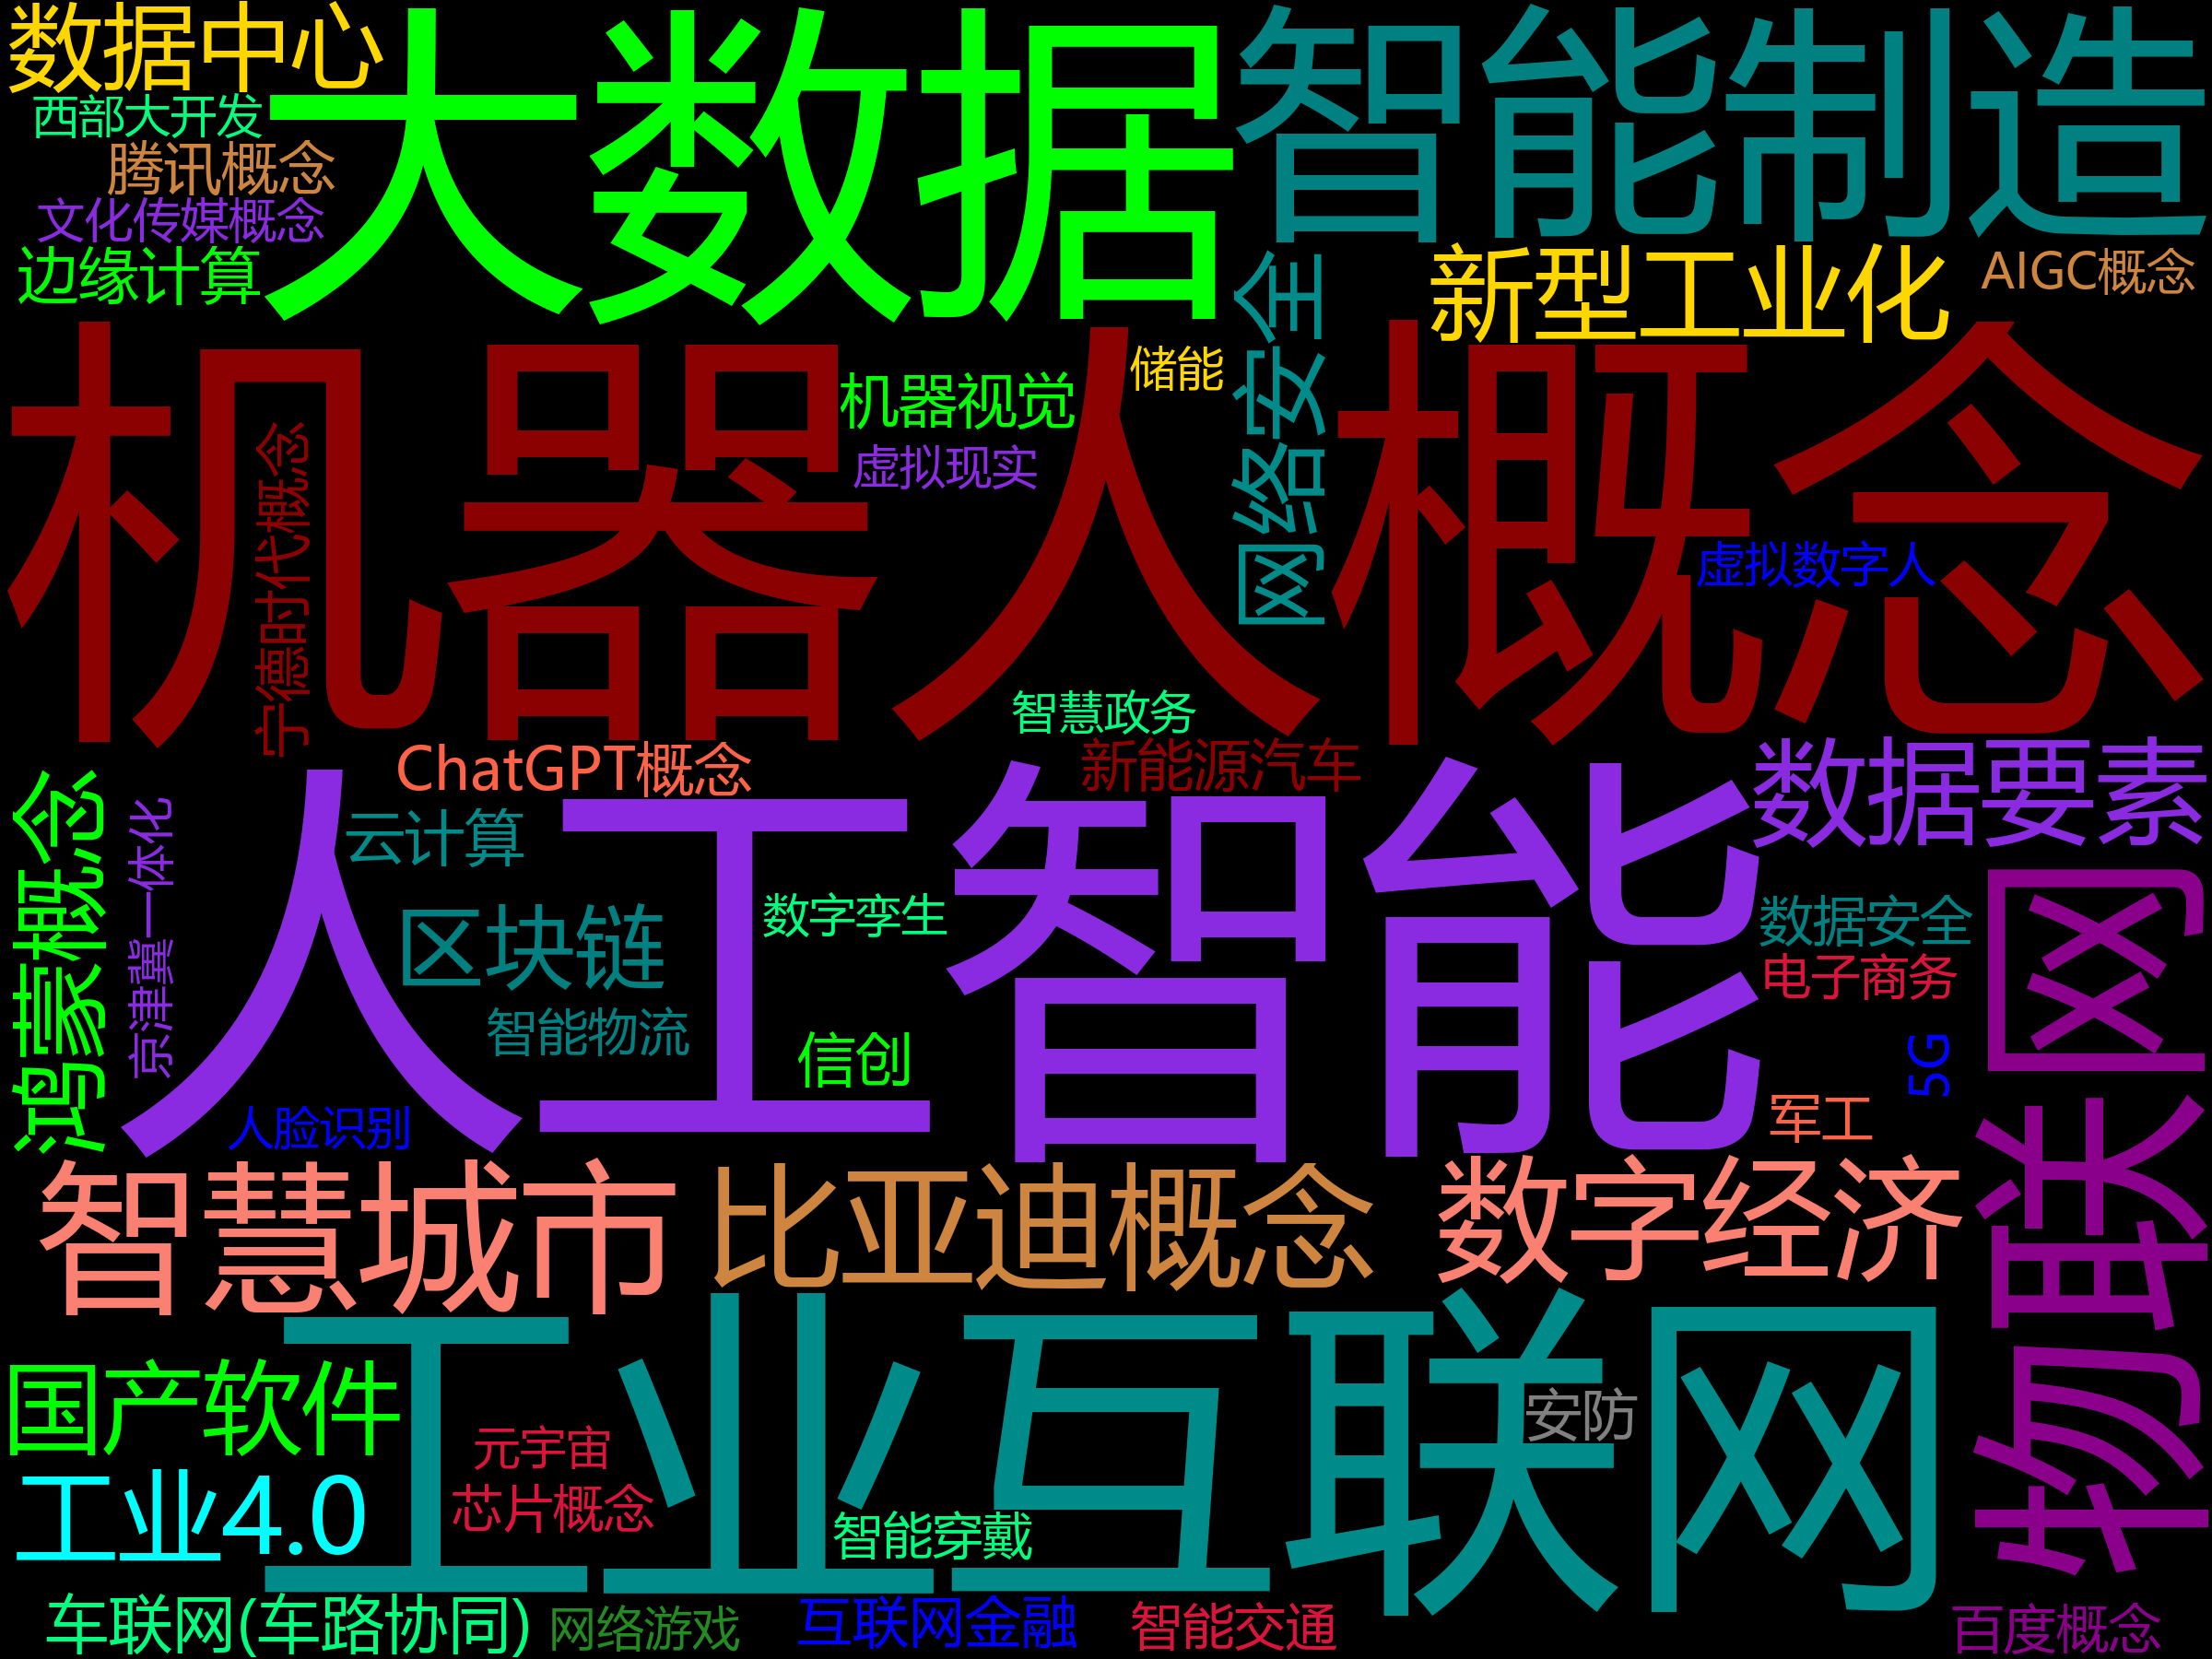 数据中心
大数据
智能制造
西部大开发
腾讯概念
文化传媒概念
边缘计算
新型工业化
AIGC概念
网络安全
机器人概念
储能
机器视觉
虚拟现实
宁德时代概念
虚拟数字人
智慧政务
ChatGPT概念
新能源汽车
数据要素
鸿蒙概念
京津冀一体化
人工智能
云计算
区块链
数字孪生
数据安全
电子商务
智能物流
信创
5G
物联网
人脸识别
军工
智慧城市
比亚迪概念
数字经济
工业互联网
国产软件
安防
元宇宙
工业4.0
芯片概念
智能穿戴
车联网(车路协同)
网络游戏
互联网金融
智能交通
百度概念